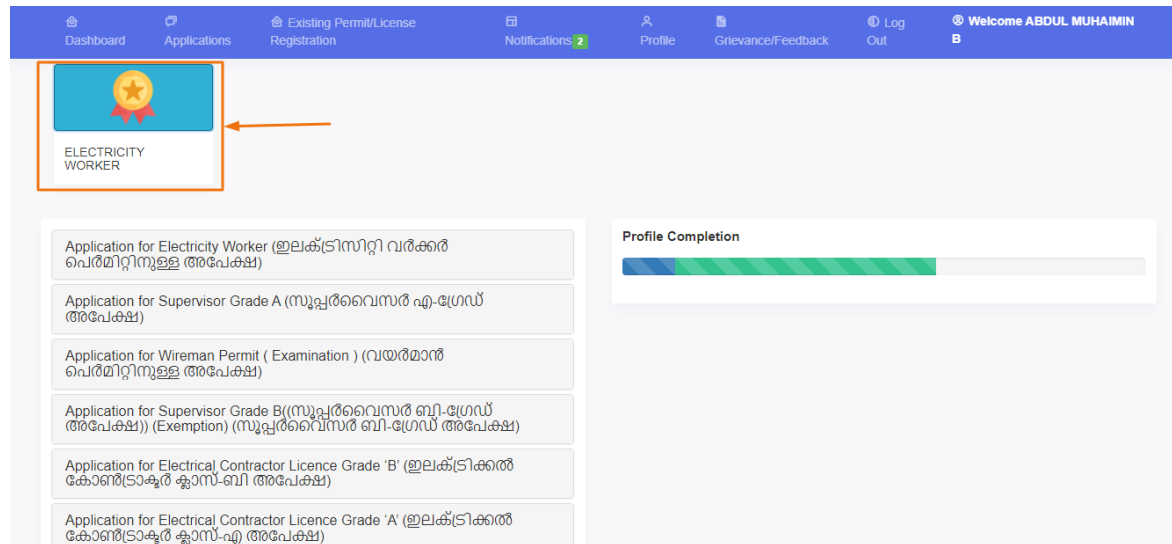 Dashboard
Applications
Existing Permit/License
Registration
Notifications 2
Profile
Grievance/Feedback
Log
Out
Welcome ABDUL MUHAIMIN
B
ELECTRICITY
WORKER
Application for Electricity Worker (ഇലക്ട്രിസിറ്റി വർക്കർ
പെർമിറ്റിനുള്ള അപേക്ഷ)
Application for Supervisor Grade A (സൂപ്പർവൈസർ എ-ഗ്രേഡ്
അപേക്ഷ)
Application for Wireman Permit ( Examination ) (വയർമാൻ
പെർമിറ്റിനുള്ള അപേക്ഷ)
Application for Supervisor Grade B((സൂപ്പർവൈസർ ബി-ഗ്രേഡ്
അപേക്ഷ)) (Exemption) (സൂപ്പർവൈസർ ബി-ഗ്രേഡ് അപേക്ഷ)
Application for Electrical Contractor Licence Grade ‘B’ (ഇലക്ട്രിക്കൽ
കോൺട്രാക്ടർ ക്ലാസ്-ബി അപേക്ഷ)
Application for Electrical Contractor Licence Grade ‘A’ (ഇലക്ട്രിക്കൽ
കോൺട്രാക്ടർ ക്ലാസ്-എ അപേക്ഷ)
Profile Completion